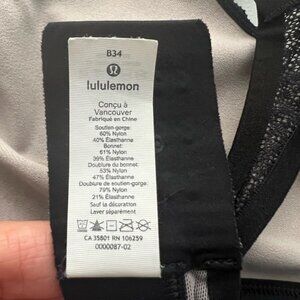 B34
lululemon
Conçu à
Vancouver
Fabriqué en Chine
Soutien-gorge:
60% Nylon
40% Élasthanne
Bonnet:
61% Nylon
39% Élasthanne
Doublure du bonnet:
53% Nylon
47% Élasthanne
Doublure de soutien-gorge:
79% Nylon
21% Élasthanne
Sauf la décoration
Laver séparément
CA 35801 RN 106259
0000087-02